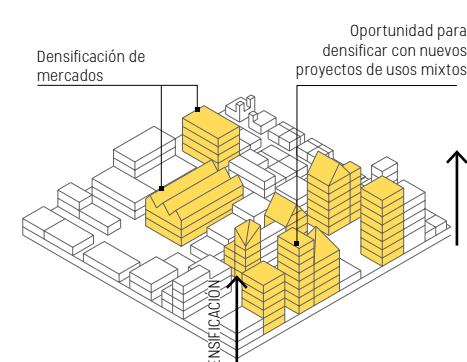 Oportunidad para
densificar con nuevos
proyectos de usos mixtos
Densificación de
mercados